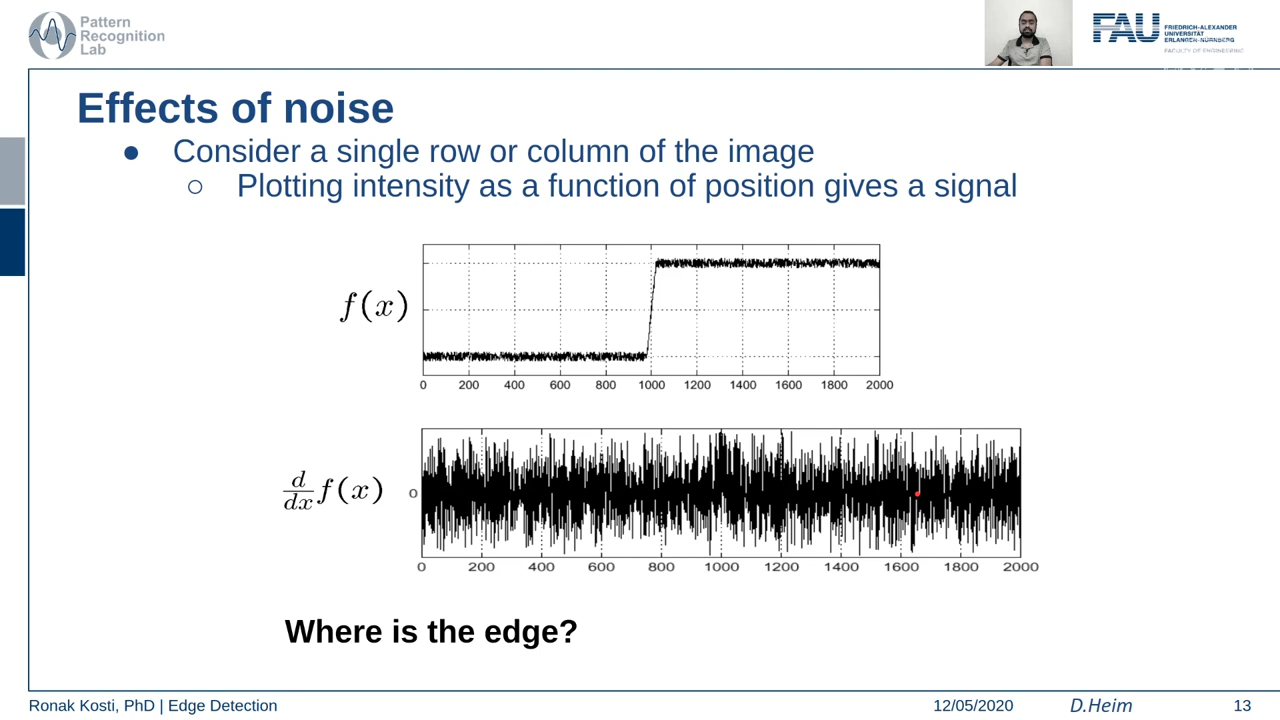 Pattern
Recognition
Lab
FAU
FRIEDRICH-ALEXANDER
UNIVERSITÄT
ERLANGEN-NÜRNBERG
FACULTY OF ENGINEERING
Effects of noise
● Consider a single row or column of the image
○ Plotting intensity as a function of position gives a signal
f(x)
0 200 400 600 800 1000 1200 1400 1600 1800 2000
d/dx f(x)
0
0 200 400 600 800 1000 1200 1400 1600 1800 2000
Where is the edge?
Ronak Kosti, PhD | Edge Detection 12/05/2020 D.Heim 13